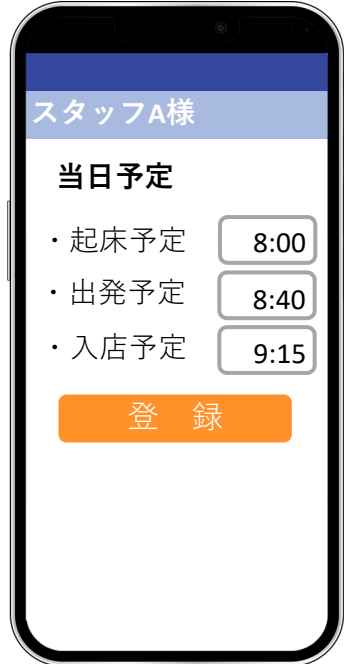 スタッフA様
当日予定
・起床予定 8:00
・出発予定 8:40
・入店予定 9:15
登　録